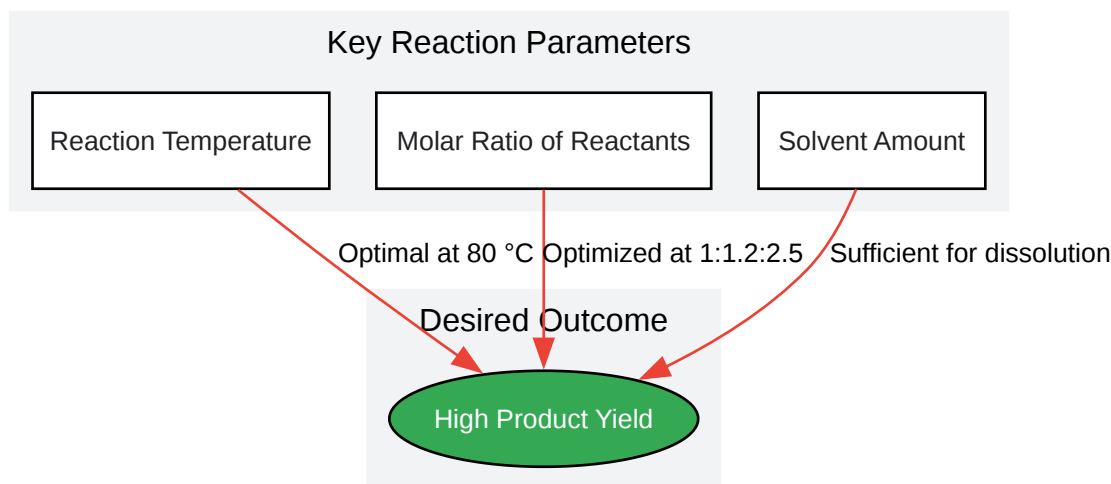 Key Reaction Parameters
Reaction Temperature
Molar Ratio of Reactants
Solvent Amount
Optimal at 80 °C
Optimized at 1:1.2:2.5
Sufficient for dissolution
Desired Outcome
High Product Yield